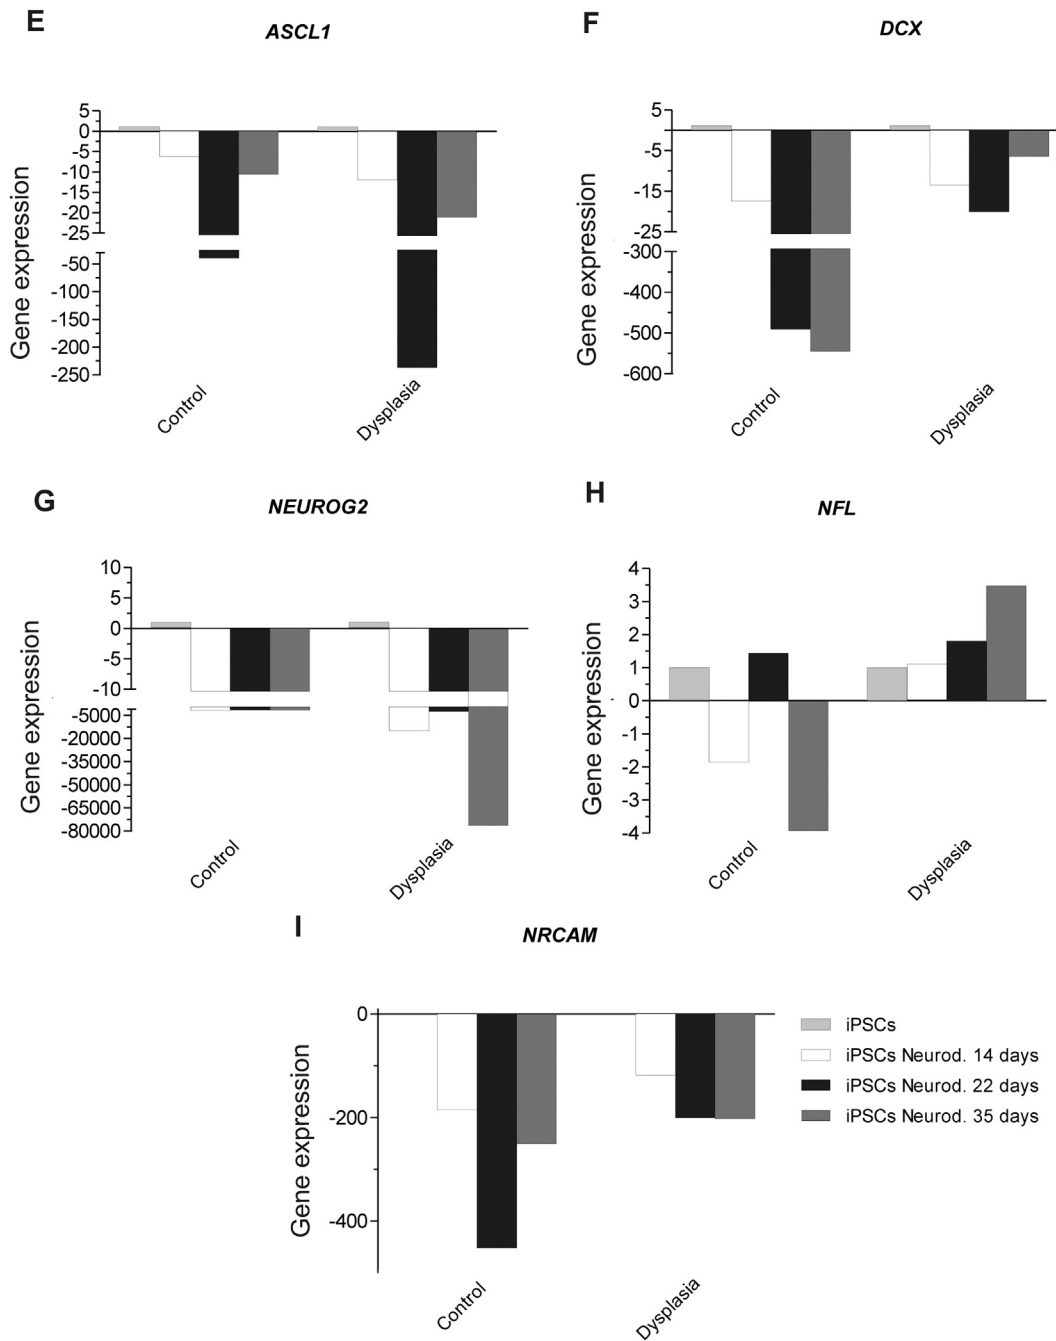 E
ASCL1
5
0
-5
-10
-15
-20
-25
-50
-100
-150
-200
-250
Gene expression
Control
Dysplasia
F
DCX
5
-5
-15
-25
-300
-400
-500
-600
Gene expression
Control
Dysplasia
G
NEUROG2
10
5
0
-5
-10
-5000
-20000
-35000
-50000
-65000
-80000
Gene expression
Control
Dysplasia
H
NFL
4
3
2
1
0
-1
-2
-3
-4
Gene expression
Control
Dysplasia
I
NRCAM
0
-200
-400
Gene expression
Control
Dysplasia
iPSCs
iPSCs Neurod. 14 days
iPSCs Neurod. 22 days
iPSCs Neurod. 35 days